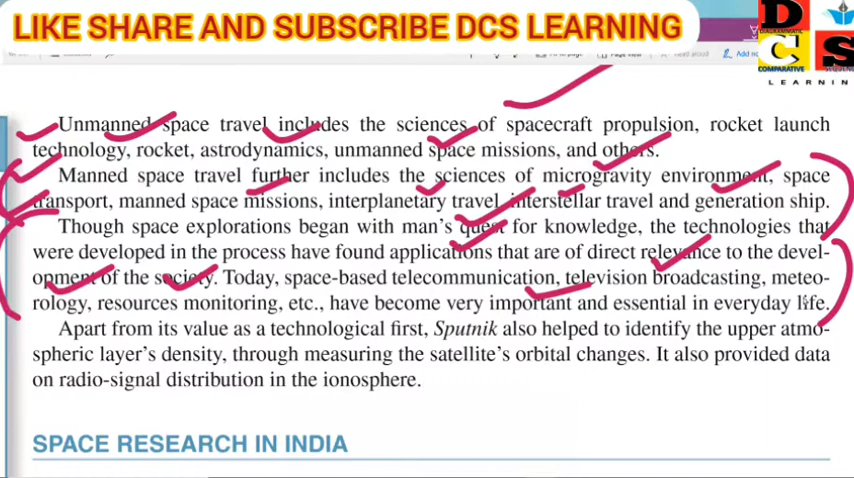 LIKE SHARE AND SUBSCRIBE DCS LEARNING
D
DIAGRAMMATIC
C
S
COMPARATIVE
LEARNIN
Add no
Unmanned space travel includes the sciences of spacecraft propulsion, rocket launch
technology, rocket, astrodynamics, unmanned space missions, and others.
Manned space travel further includes the sciences of microgravity environment, space
transport, manned space missions, interplanetary travel, interstellar travel and generation ship.
Though space explorations began with man's quest for knowledge, the technologies that
were developed in the process have found applications that are of direct relevance to the devel-
opment of the society. Today, space-based telecommunication, television broadcasting, meteo-
rology, resources monitoring, etc., have become very important and essential in everyday life.
Apart from its value as a technological first, Sputnik also helped to identify the upper atmo-
spheric layer's density, through measuring the satellite's orbital changes. It also provided data
on radio-signal distribution in the ionosphere.
SPACE RESEARCH IN INDIA